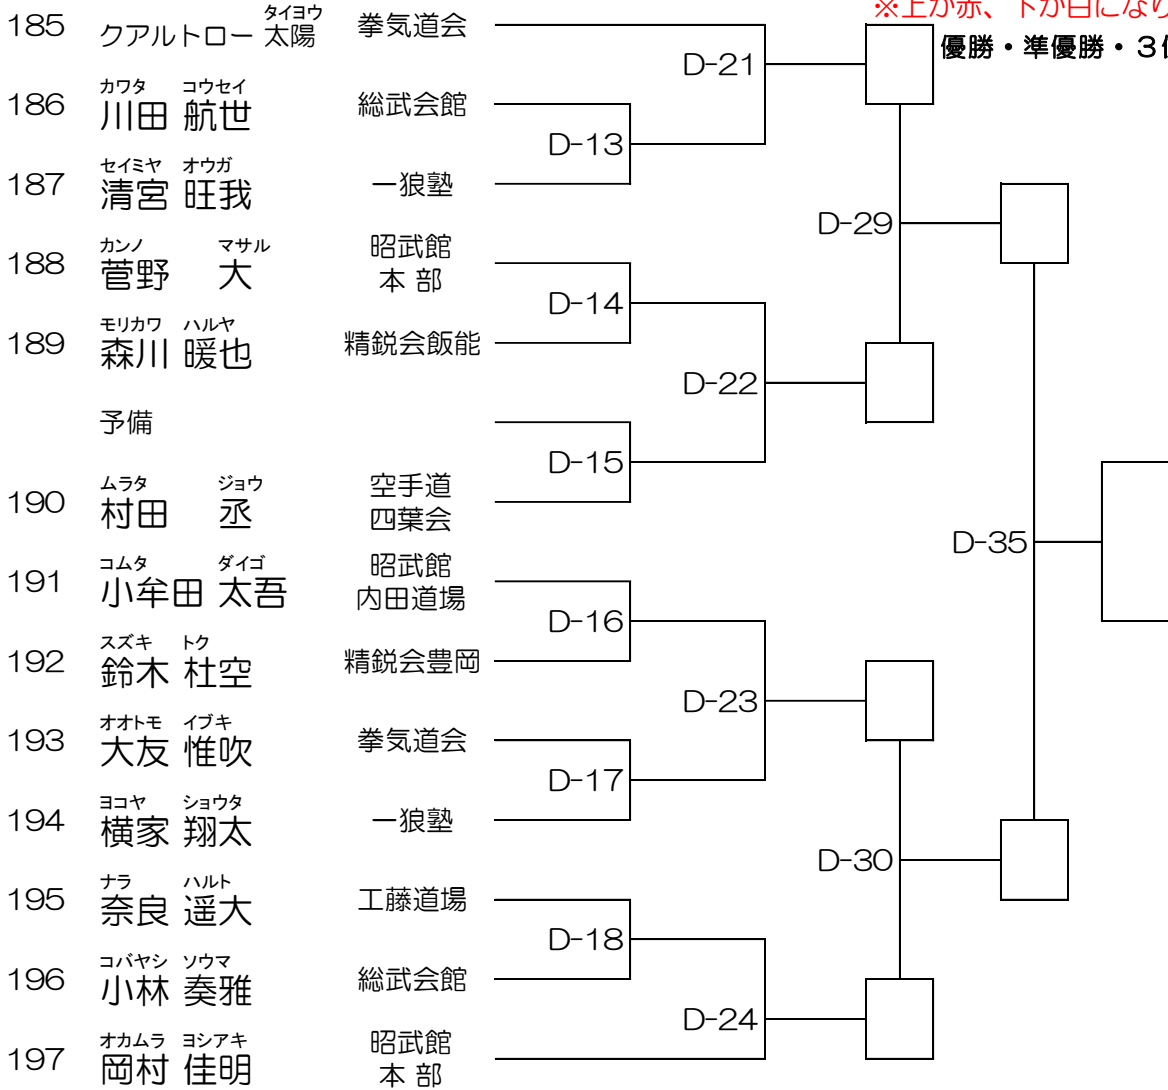 ※上が赤、下が白になり
優勝・準優勝・３位
185 クアルトロー 太陽 タイヨウ 拳気道会
D-21
カワタ コウセイ
186 川田 航世 総武会館
D-13
セイミヤ オウガ
187 清宮 旺我 一狼塾
D-29
カンノ マサル
188 菅野 大 昭武館 本部
D-14
モリカワ ハルヤ
189 森川 暖也 精鋭会飯能
D-22
予備
D-15
ムラタ ジョウ
190 村田 丞 空手道 四葉会
D-35
コムタ ダイゴ
191 小牟田 太吾 昭武館 内田道場
D-16
スズキ トク
192 鈴木 杜空 精鋭会豊岡
D-23
オオトモ イブキ
193 大友 惟吹 拳気道会
D-17
ヨコヤ ショウタ
194 横家 翔太 一狼塾
D-30
ナラ ハルト
195 奈良 遥大 工藤道場
D-18
コバヤシ ソウマ
196 小林 奏雅 総武会館
D-24
オカムラ ヨシアキ
197 岡村 佳明 昭武館 本部